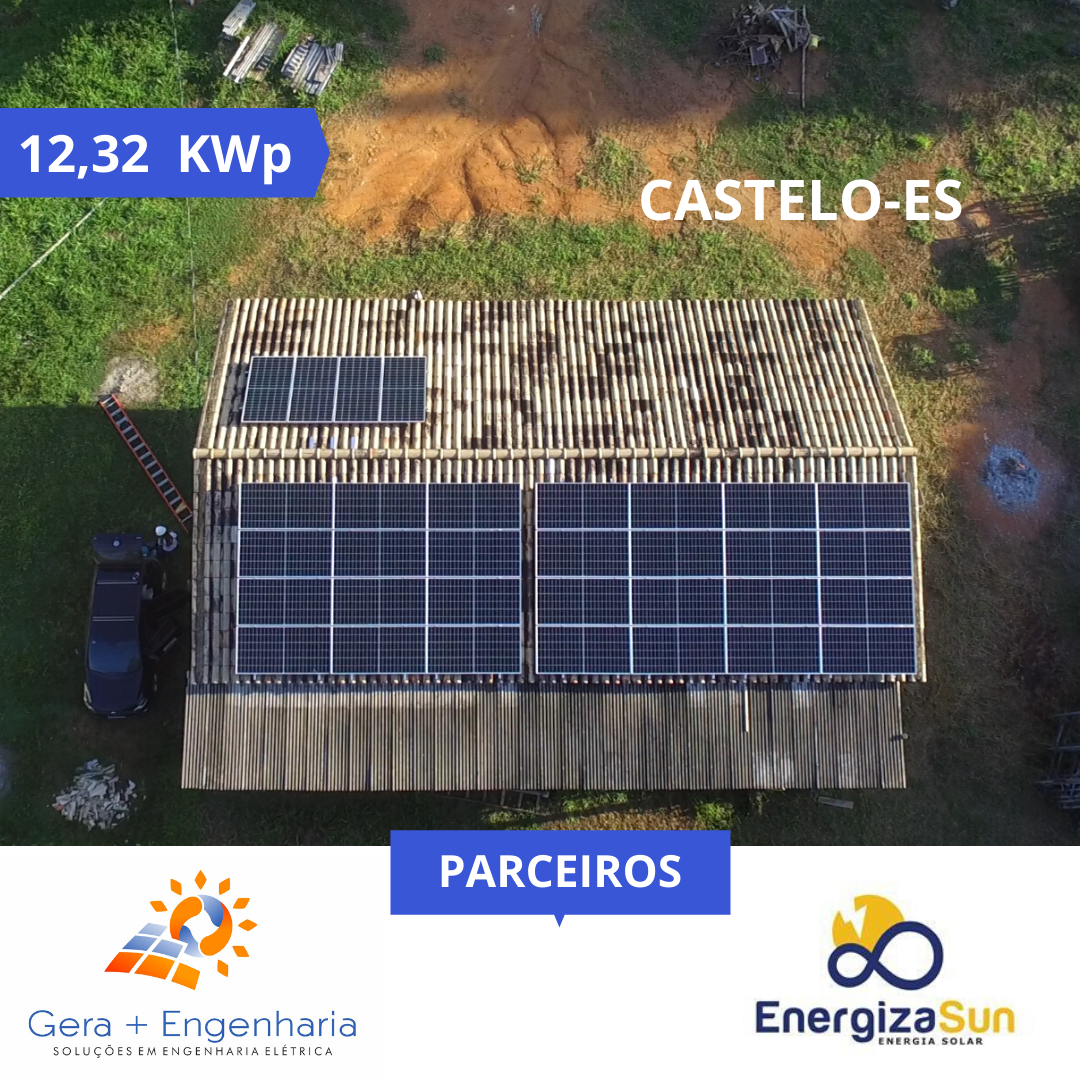 12,32 KWp
CASTELO-ES
PARCEIROS
Gera + Engenharia
SOLUÇÕES EM ENGENHARIA ELÉTRICA
EnergizaSun
ENERGIA SOLAR